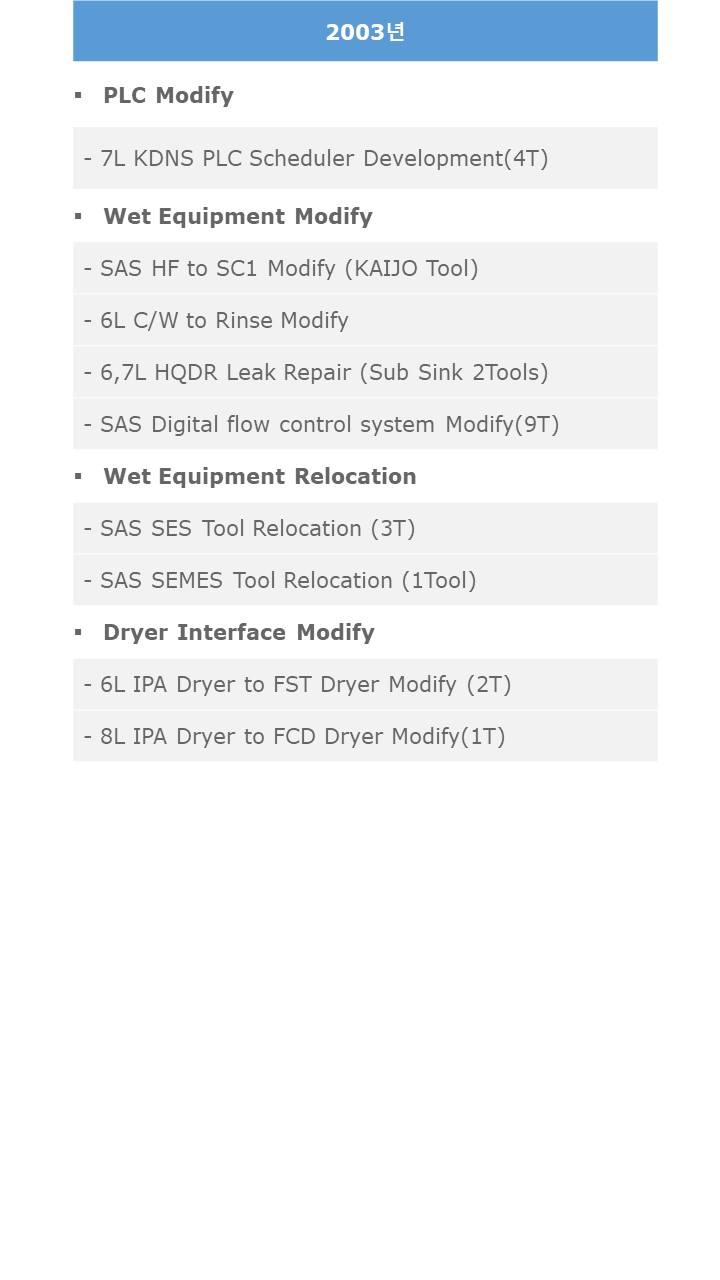 2003년
▪ PLC Modify
- 7L KDNS PLC Scheduler Development(4T)
▪ Wet Equipment Modify
- SAS HF to SC1 Modify (KAIJO Tool)
- 6L C/W to Rinse Modify
- 6,7L HQDR Leak Repair (Sub Sink 2Tools)
- SAS Digital flow control system Modify(9T)
▪ Wet Equipment Relocation
- SAS SES Tool Relocation (3T)
- SAS SEMES Tool Relocation (1Tool)
▪ Dryer Interface Modify
- 6L IPA Dryer to FST Dryer Modify (2T)
- 8L IPA Dryer to FCD Dryer Modify(1T)